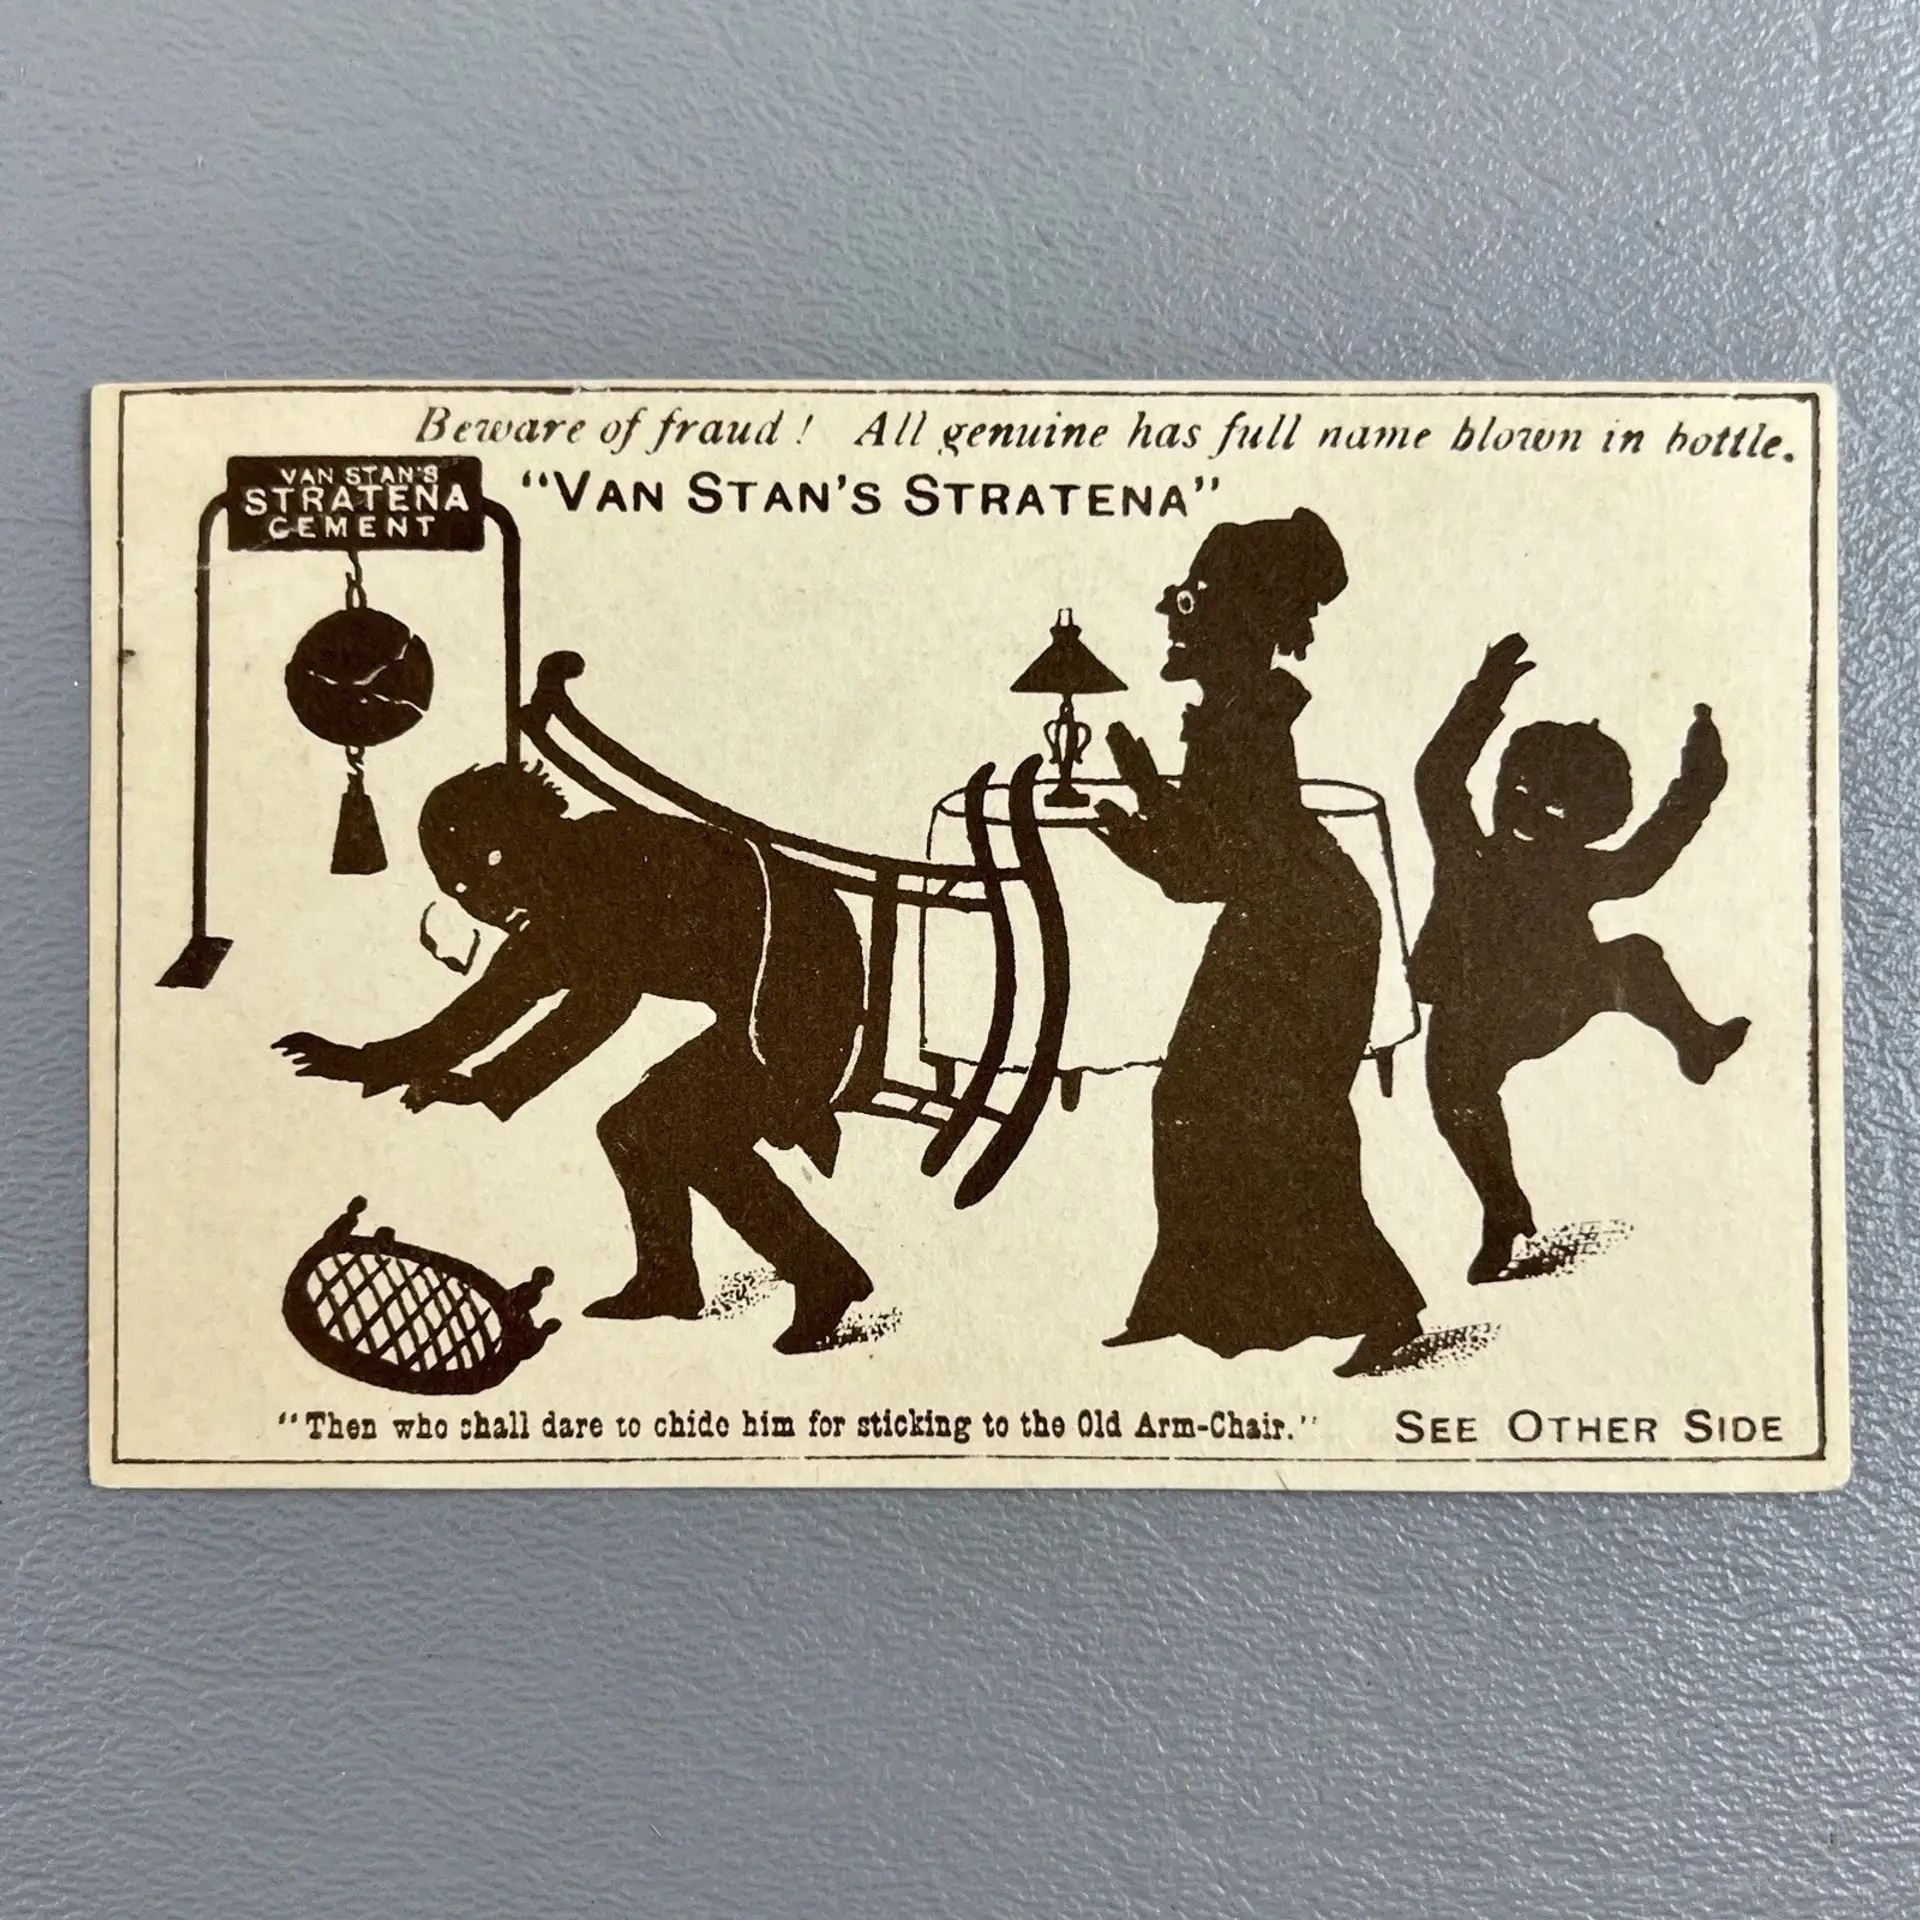 Beware of fraud! All genuine has full name blown in bottle.
VAN STAN'S
STRATENA
CEMENT
"VAN STAN'S STRATENA"
"Then who shall dare to chide him for sticking to the Old Arm-Chair."
SEE OTHER SIDE